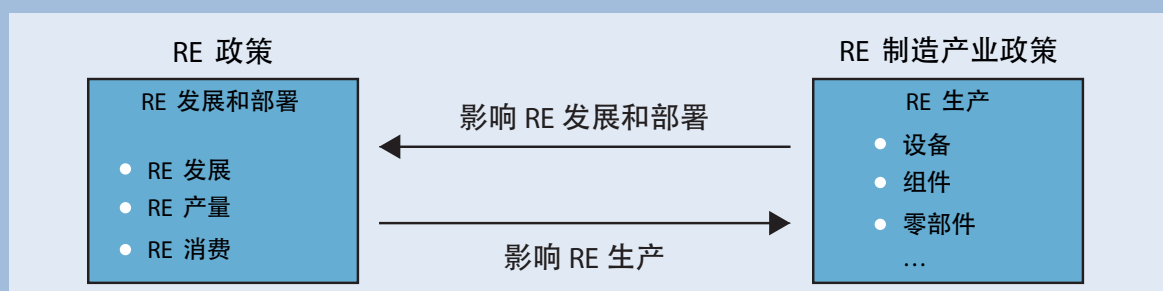 RE 政策
RE 发展和部署
RE 发展
RE 产量
RE 消费
影响 RE 发展和部署
影响 RE 生产
RE 制造产业政策
RE 生产
设备
组件
零部件
…